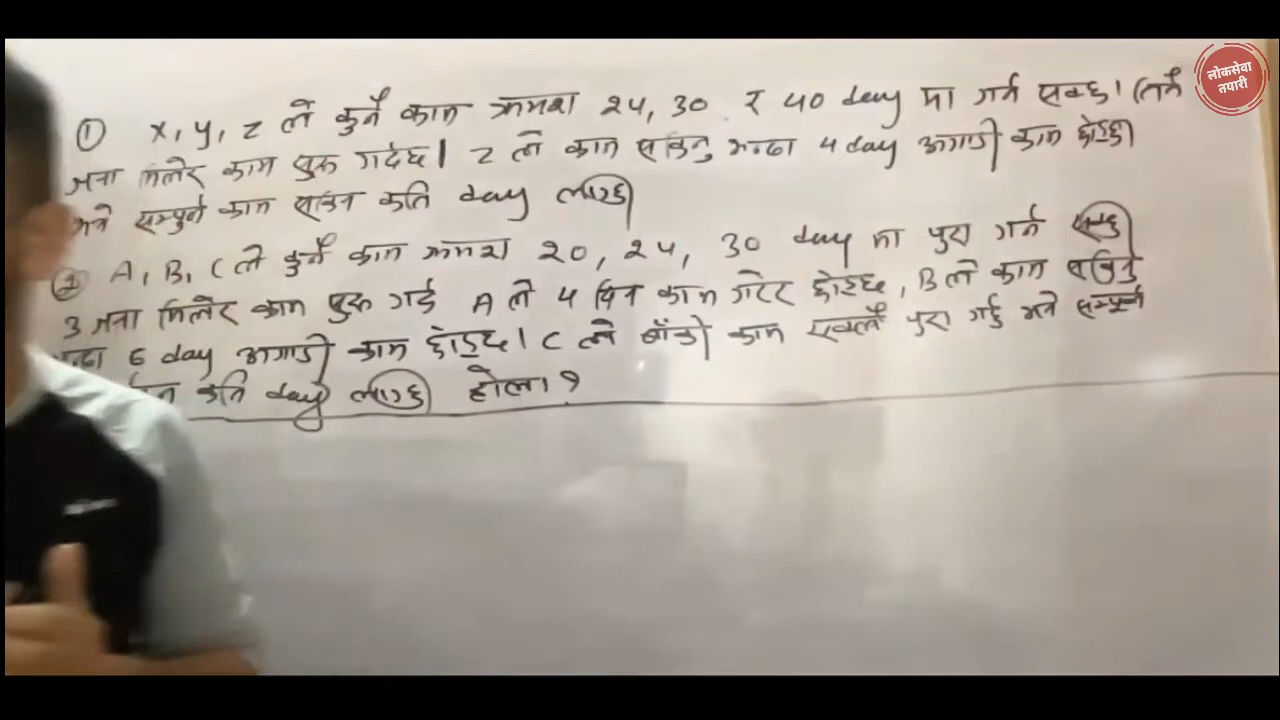 लोकसेवा
तयारी
① x, y, z ले कुनै काम क्रमश 24, 30 र 40 day मा गर्न सक्छ। तिनै
जना मिलेर काम सुरु गर्दछ। z ले काम सकिनु भन्दा 4 day अगाडी काम छोड्छ।
भने सम्पुर्ण काम सकिन कति day लाग्छ
② A, B, C ले कुनै काम क्रमश 20, 24, 30 day मा पुरा गर्न सक्छ
3 जना मिलेर काम सुरु गर्दा A ले 4 दिन काम गरेर छोड्दछ, B ले काम सकिनु
6 day अगाडी काम छोड्दछ। C ले बाँकी काम एक्लै पुरा गर्छ भने सम्पूर्ण
कति day लाग्छ होला ?